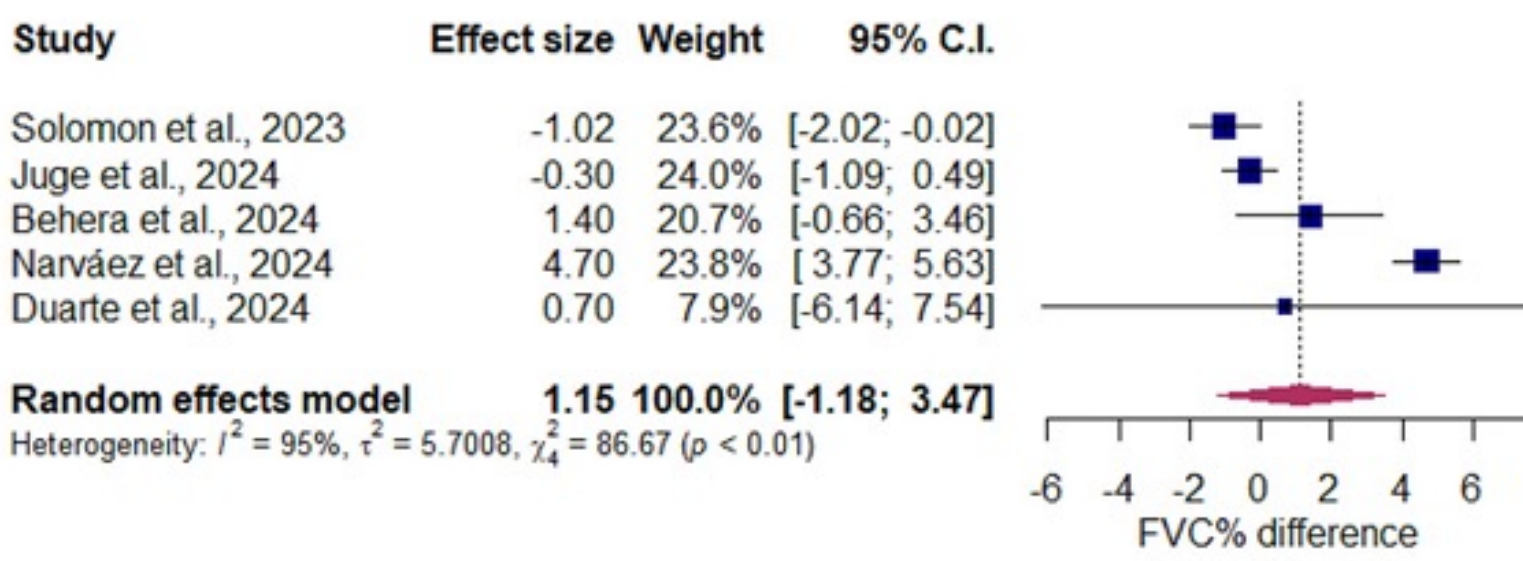 Study Effect size Weight 95% C.I.
Solomon et al., 2023 -1.02 23.6% [-2.02; -0.02]
Juge et al., 2024 -0.30 24.0% [-1.09; 0.49]
Behera et al., 2024 1.40 20.7% [-0.66; 3.46]
Narváez et al., 2024 4.70 23.8% [ 3.77; 5.63]
Duarte et al., 2024 0.70 7.9% [-6.14; 7.54]
Random effects model 1.15 100.0% [-1.18; 3.47]
Heterogeneity: I² = 95%, τ² = 5.7008, χ²₄ = 86.67 (p < 0.01)
-6 -4 -2 0 2 4 6
FVC% difference